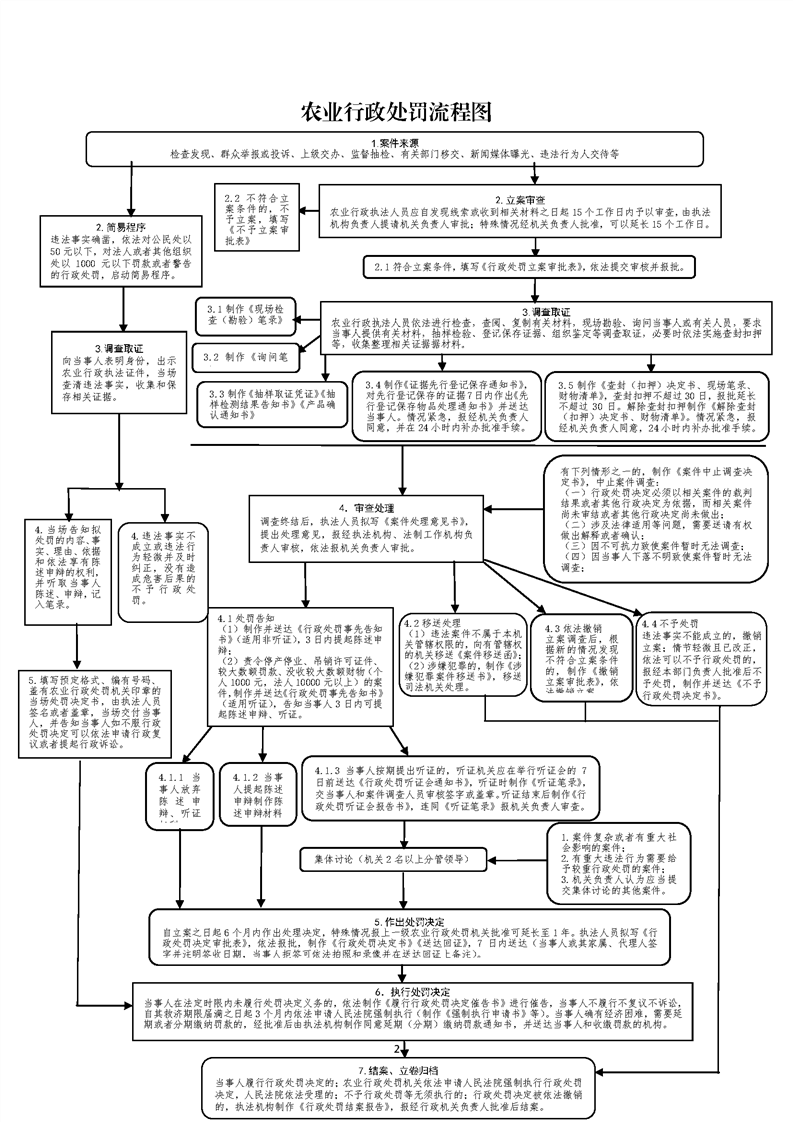 农业行政处罚流程图
1.案件来源
检查发现、群众举报或投诉、上级交办、监督抽检、有关部门移交、新闻媒体曝光、违法行为人交待等
2.2 不符合立
案条件的，不
予立案，填写
《不予立案审
批表》
2.立案审查
农业行政执法人员应自发现线索或收到相关材料之日起15个工作日内予以审查，由执法
机构负责人提请机关负责人审批；特殊情况经机关负责人批准，可以延长15个工作日。
2.简易程序
违法事实确凿，依法对公民处以
50元以下，对法人或者其他组织
处以 1000 元以下罚款或者警告
的行政处罚，启动简易程序。
2.1符合立案条件，填写《行政处罚立案审批表》，依法提交审核并报批。
3.1制作《现场检
查（勘验）笔录》
3.调查取证
农业行政执法人员依法进行检查，查阅、复制有关材料，现场勘验、询问当事人或有关人员，要求
当事人提供有关材料，抽样检验、登记保存证据、组织鉴定等调查取证，必要时依法实施查封扣押
等，收集整理相关证据据材料。
3.调查取证
向当事人表明身份，出示
农业行政执法证件，当场
查清违法事实，收集和保
存相关证据。
3.2 制作《询问笔
3.3制作《抽样取证凭证》《抽
样检测结果告知书》《产品确
认通知书》
3.4制作《证据先行登记保存通知书》，
对先行登记保存的证据7日内作出《先
行登记保存物品处理通知书》并送达
当事人。情况紧急，报经机关负责人
同意，并在24小时内补办批准手续。
3.5 制作《查封（扣押）决定书、现场笔录、
财物清单》，查封扣押不超过30日，报批延长
不超过 30 日。解除查封扣押制作《解除查封
（扣押）决定书、财物清单》。情况紧急，报
经机关负责人同意，24小时内补办批准手续。
有下列情形之一的，制作《案件中止调查决
定书》，中止案件调查：
（一）行政处罚决定必须以相关案件的裁判
结果或者其他行政决定为依据，而相关案件
尚未审结或者其他行政决定尚未做出；
（二）涉及法律适用等问题，需要送请有权
做出解释或者确认；
（三）因不可抗力致使案件暂时无法调查；
（四）因当事人下落不明致使案件暂时无法
调查；
4．审查处理
调查终结后，执法人员拟写《案件处理意见书》，
提出处理意见，报经执法机构、法制工作机构负
责人审核，依法报机关负责人审批。
4.当场告知拟
处罚的内容、事
实、理由、依据
和依法享有陈
述申辩的权利，
并听取当事人
陈述、申辩，记
入笔录。
4.违法事实不
成立或违法行
为轻微并及时
纠正，没有造
成危害后果的
不予行政处
罚。
4.1处罚告知
（1）制作并送达《行政处罚事先告知
书》（适用非听证），3日内提起陈述申
辩；
（2）责令停产停业、吊销许可证件、
较大数额罚款、没收较大数额财物（个
人1000元，法人10000元以上）的案
件，制作并送达《行政处罚事先告知书》
（适用听证），告知当事人3日内可提
起陈述申辩、听证。
4.2移送处理
（1）违法案件不属于本机
关管辖权限的，向有管辖权
的机关移送《案件移送函》；
（2）涉嫌犯罪的，制作《涉
嫌犯罪案件移送书》，移送
司法机关处理。
4.3依法撤销
立案调查后，根
据新的情况发现
不符合立案条件
的，制作《撤销
立案审批表》，依
法撤销立案
4.4不予处罚
违法事实不能成立的，撤销
立案；情节轻微且已改正，
依法可以不予行政处罚的，
报经本部门负责人批准后不
予处罚，制作并送达《不予
行政处罚决定书》。
5.填写预定格式、编有号码、
盖有农业行政处罚机关印章的
当场处罚决定书，由执法人员
签名或者盖章，当场交付当事
人，并告知当事人如不服行政
处罚决定可以依法申请行政复
议或者提起行政诉讼。
4.1.1 当
事人放弃
陈述申
辩、听证
4.1.2 当事
人提起陈述
申辩制作陈
述申辩材料
4.1.3 当事人按期提出听证的，听证机关应在举行听证会的 7
日前送达《行政处罚听证会通知书》，听证时制作《听证笔录》，
交当事人和案件调查人员审核签字或盖章。听证结束后制作《行
政处罚听证会报告书》，连同《听证笔录》报机关负责人审查。
集体讨论（机关2名以上分管领导）
1.案件复杂或者有重大社
会影响的案件；
2.有重大违法行为需要给
予较重行政处罚的案件；
3.机关负责人认为应当提
交集体讨论的其他案件。
5.作出处罚决定
自立案之日起6个月内作出处理决定，特殊情况报上一级农业行政处罚机关批准可延长至1年。执法人员拟写《行
政处罚决定审批表》，依法报批，制作《行政处罚决定书》《送达回证》，7 日内送达（当事人或其家属、代理人签
字并注明签收日期，当事人拒签可依法拍照和录像并在送达回证上备注）。
6．执行处罚决定
当事人在法定时限内未履行处罚决定义务的，依法制作《履行行政处罚决定催告书》进行催告，当事人不履行不复议不诉讼，
自其救济期限届满之日起3个月内依法申请人民法院强制执行（制作《强制执行申请书》等）。当事人确有经济困难，需要延
期或者分期缴纳罚款的，经批准后由执法机构制作同意延期（分期）缴纳罚款通知书，并送达当事人和收缴罚款的机构。
2
7.结案、立卷归档
当事人履行行政处罚决定的；农业行政处罚机关依法申请人民法院强制执行行政处罚
决定，人民法院依法受理的；不予行政处罚等无须执行的；行政处罚决定被依法撤销
的，执法机构制作《行政处罚结案报告》，报经行政机关负责人批准后结案。